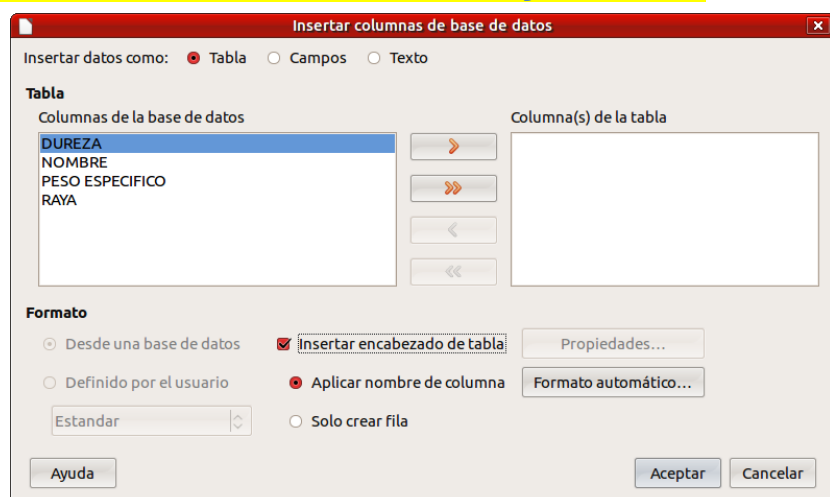 Insertar columnas de base de datos
Insertar datos como: Tabla Campos Texto
Tabla
Columnas de la base de datos Columna(s) de la tabla
DUREZA
NOMBRE
PESO ESPECIFICO
RAYA
Formato
Desde una base de datos Insertar encabezado de tabla Propiedades...
Definido por el usuario Aplicar nombre de columna Formato automático...
Estandar Solo crear fila
Ayuda Aceptar Cancelar